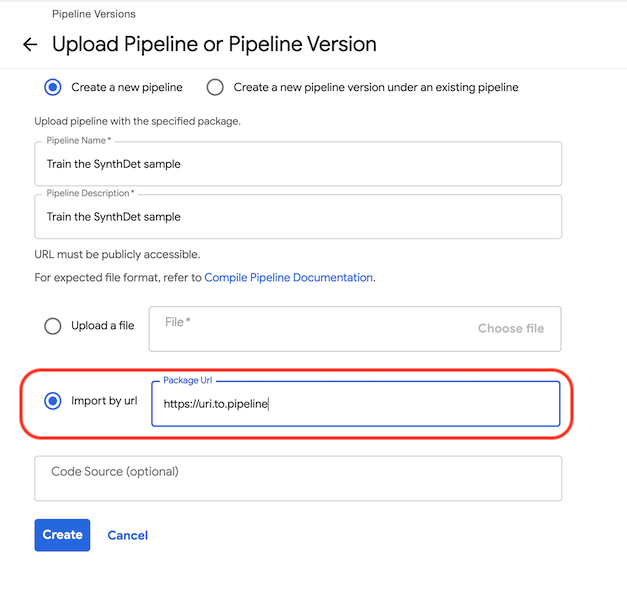 Pipeline Versions
Upload Pipeline or Pipeline Version
Create a new pipeline
Create a new pipeline version under an existing pipeline
Upload pipeline with the specified package.
Pipeline Name *
Train the SynthDet sample
Pipeline Description *
Train the SynthDet sample
URL must be publicly accessible.
For expected file format, refer to Compile Pipeline Documentation.
Upload a file
File *
Choose file
Package Url
Import by url
https://uri.to.pipeline
Code Source (optional)
Create
Cancel